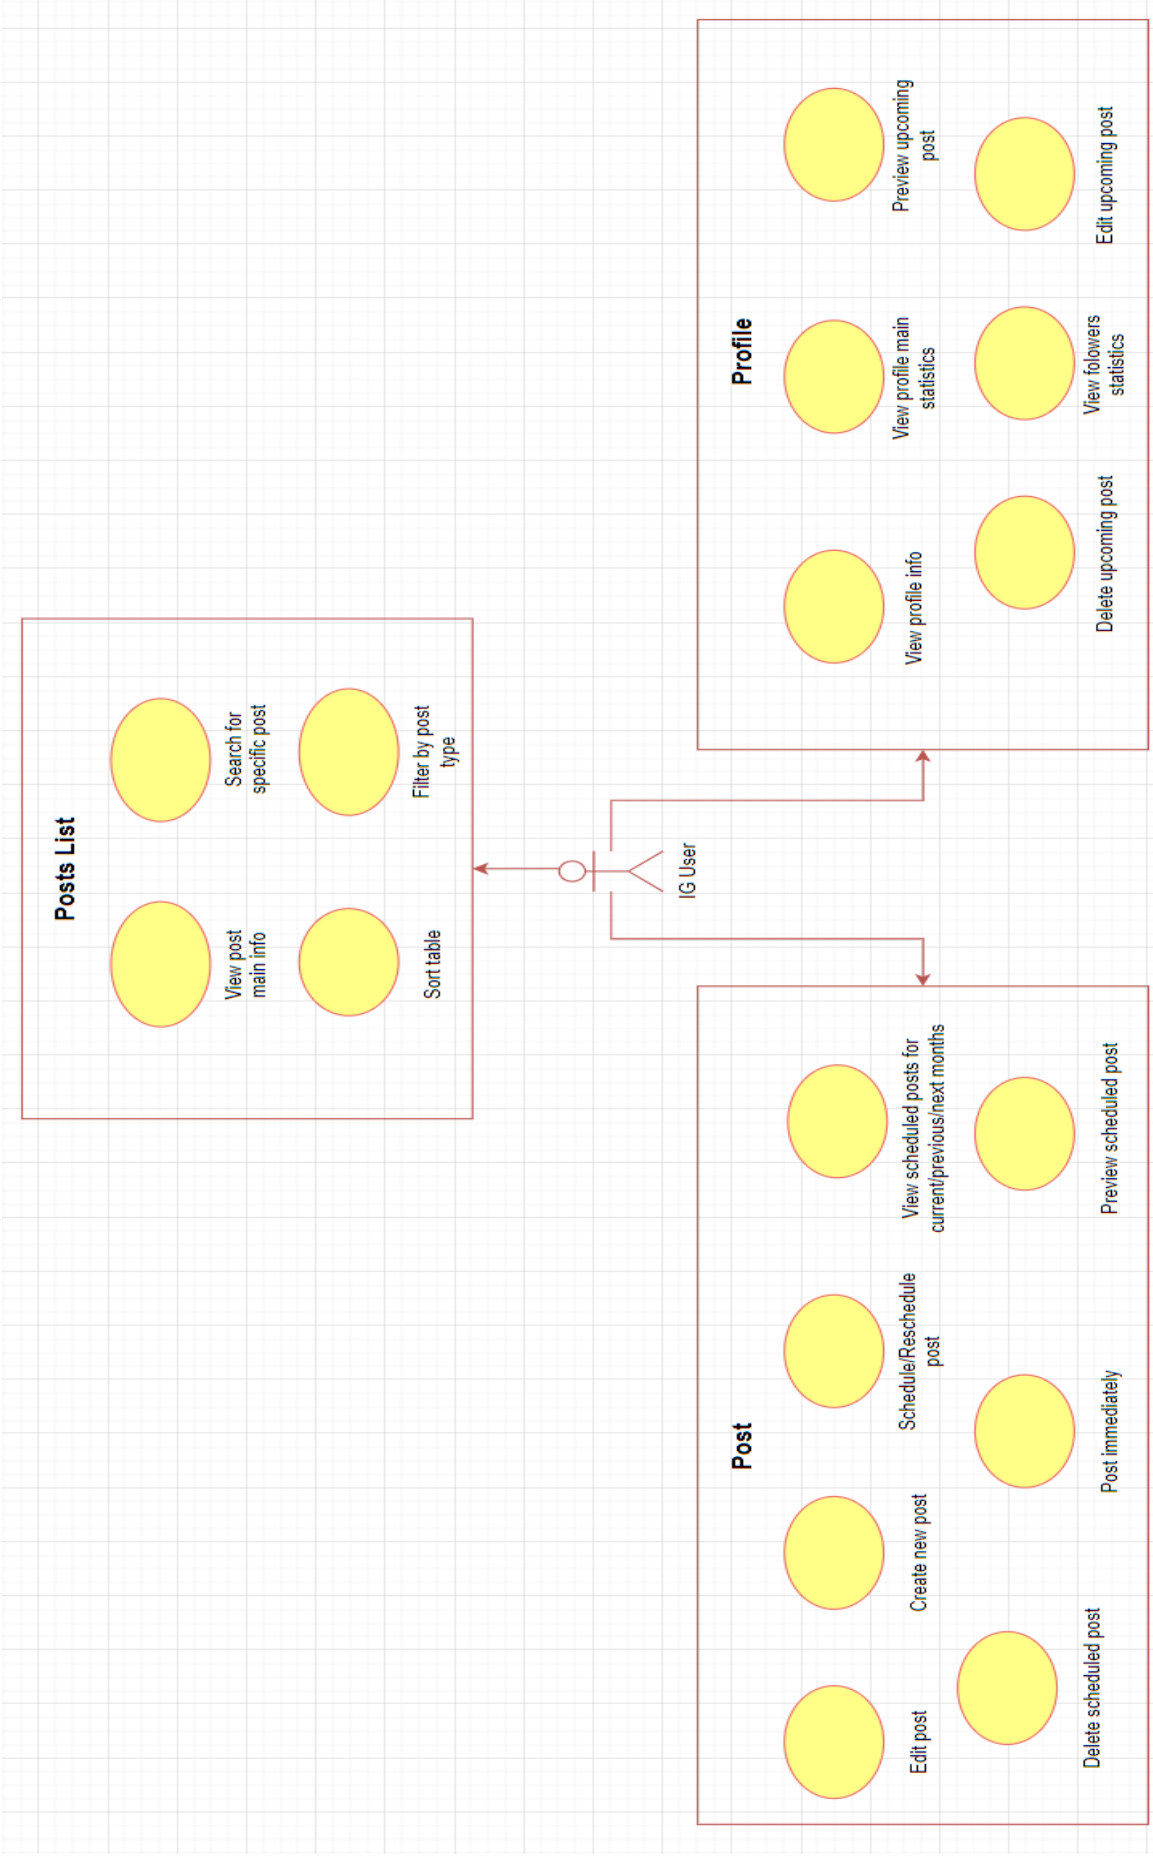 Posts List
View post
main info
Search for
specific post
Sort table
Filter by post
type
IG User
Post
Edit post
Create new post
Schedule/Reschedule
post
View scheduled posts for
current/previous/next months
Delete scheduled post
Post immediately
Preview scheduled post
Profile
View profile info
View profile main
statistics
Preview upcoming
post
Delete upcoming post
View folowers
statistics
Edit upcoming post